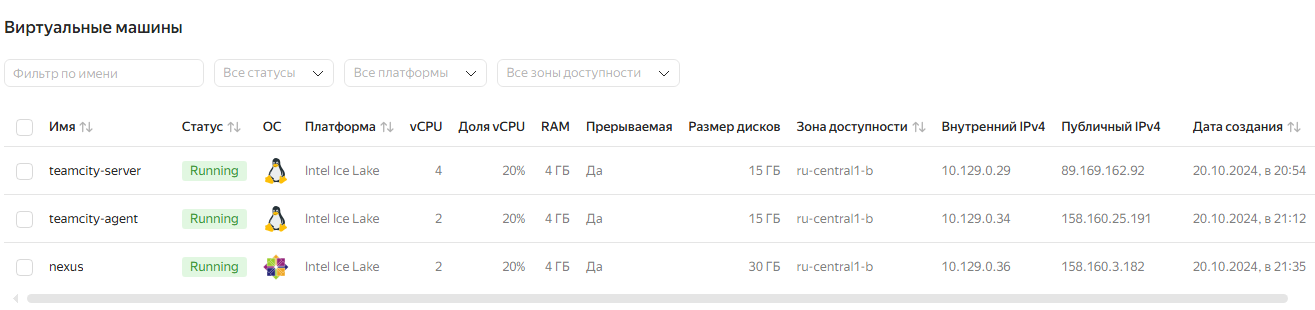 Виртуальные машины
Фильтр по имени Все статусы Все платформы Все зоны доступности
Имя Статус ОС Платформа vCPU Доля vCPU RAM Прерываемая Размер дисков Зона доступности Внутренний IPv4 Публичный IPv4 Дата создания
teamcity-server Running Intel Ice Lake 4 20% 4 ГБ Да 15 ГБ ru-central1-b 10.129.0.29 89.169.162.92 20.10.2024, в 20:54
teamcity-agent Running Intel Ice Lake 2 20% 4 ГБ Да 15 ГБ ru-central1-b 10.129.0.34 158.160.25.191 20.10.2024, в 21:12
nexus Running Intel Ice Lake 2 20% 4 ГБ Да 30 ГБ ru-central1-b 10.129.0.36 158.160.3.182 20.10.2024, в 21:35